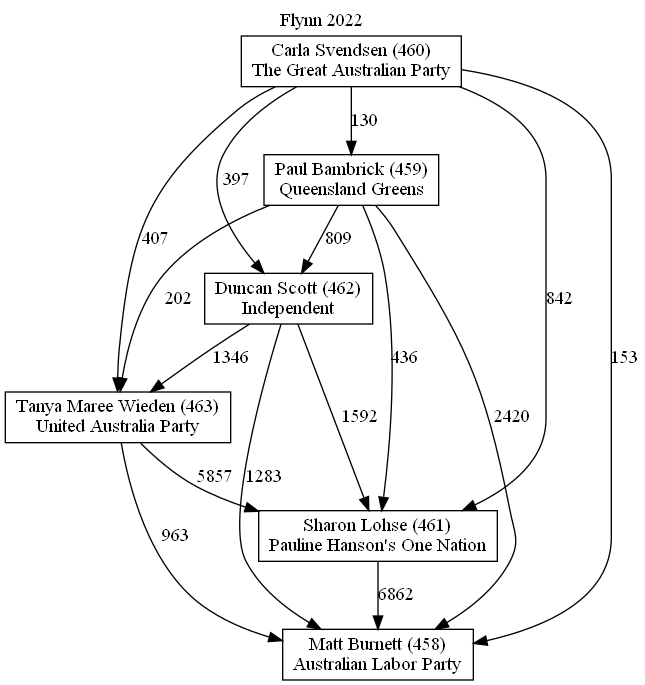 Flynn 2022
Carla Svendsen (460)
The Great Australian Party
130
Paul Bambrick (459)
Queensland Greens
397
407
809
202
Duncan Scott (462)
Independent
842
153
1346
436
Tanya Maree Wieden (463)
United Australia Party
1592
2420
5857
1283
963
Sharon Lohse (461)
Pauline Hanson's One Nation
6862
Matt Burnett (458)
Australian Labor Party